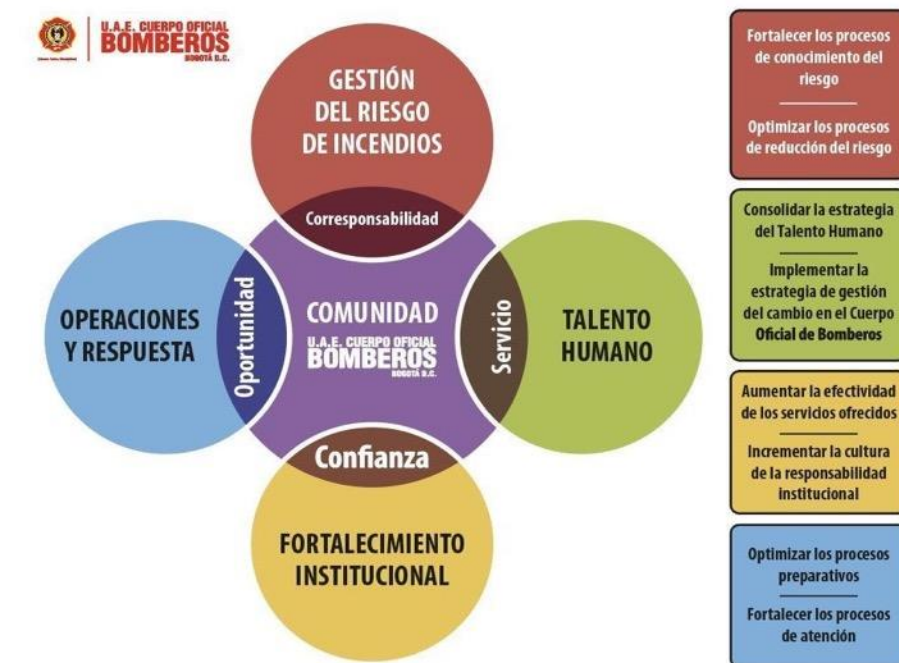 U.A.E. CUERPO OFICIAL
BOMBEROS
BOGOTÁ D.C.
GESTIÓN
DEL RIESGO
DE INCENDIOS
Corresponsabilidad
OPERACIONES
Y RESPUESTA
Oportunidad
COMUNIDAD
U.A.E. CUERPO OFICIAL
BOMBEROS
BOGOTÁ D.C.
Servicio
TALENTO
HUMANO
Confianza
FORTALECIMIENTO
INSTITUCIONAL
Fortalecer los procesos
de conocimiento del
riesgo
Optimizar los procesos
de reducción del riesgo
Consolidar la estrategia
del Talento Humano
Implementar la
estrategia de gestión
del cambio en el Cuerpo
Oficial de Bomberos
Aumentar la efectividad
de los servicios ofrecidos
Incrementar la cultura
de la responsabilidad
institucional
Optimizar los procesos
preparativos
Fortalecer los procesos
de atención